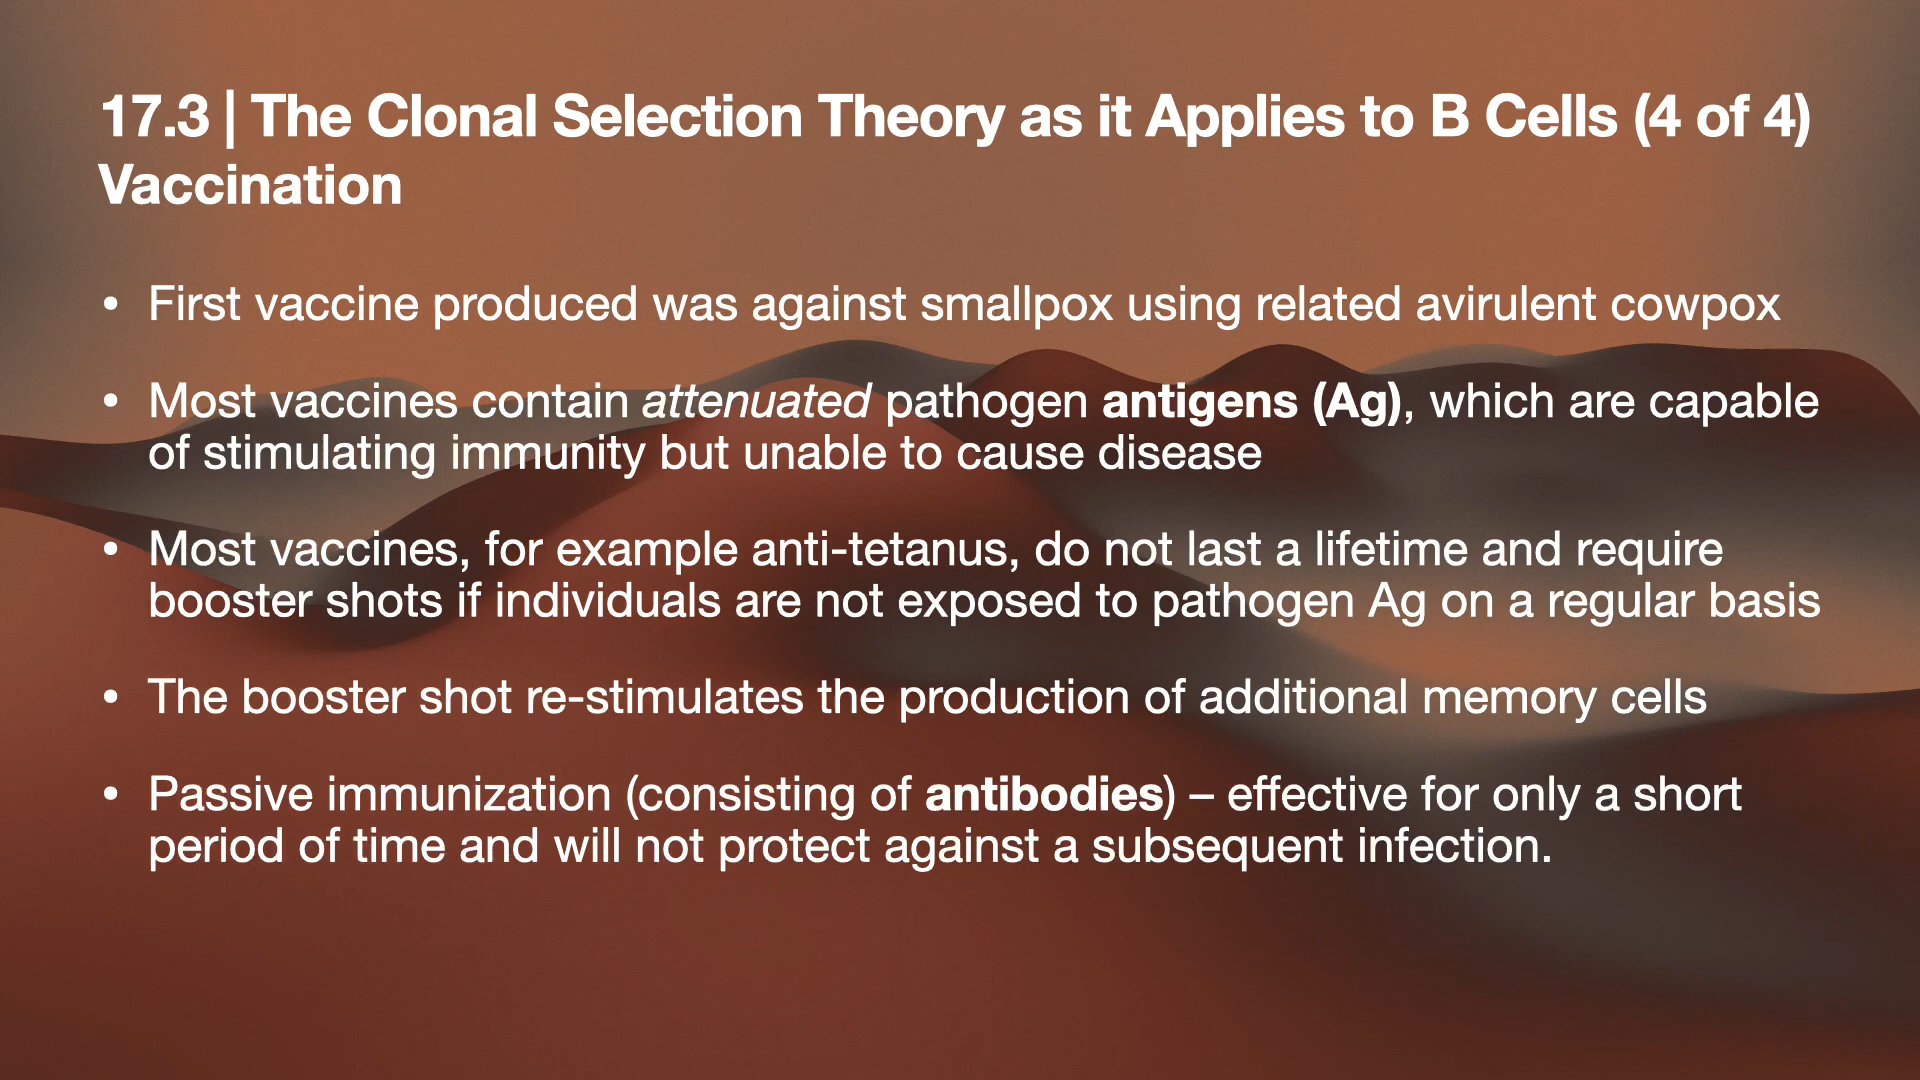 17.3 | The Clonal Selection Theory as it Applies to B Cells (4 of 4)
Vaccination
• First vaccine produced was against smallpox using related avirulent cowpox
• Most vaccines contain attenuated pathogen antigens (Ag), which are capable
of stimulating immunity but unable to cause disease
• Most vaccines, for example anti-tetanus, do not last a lifetime and require
booster shots if individuals are not exposed to pathogen Ag on a regular basis
• The booster shot re-stimulates the production of additional memory cells
• Passive immunization (consisting of antibodies) – effective for only a short
period of time and will not protect against a subsequent infection.